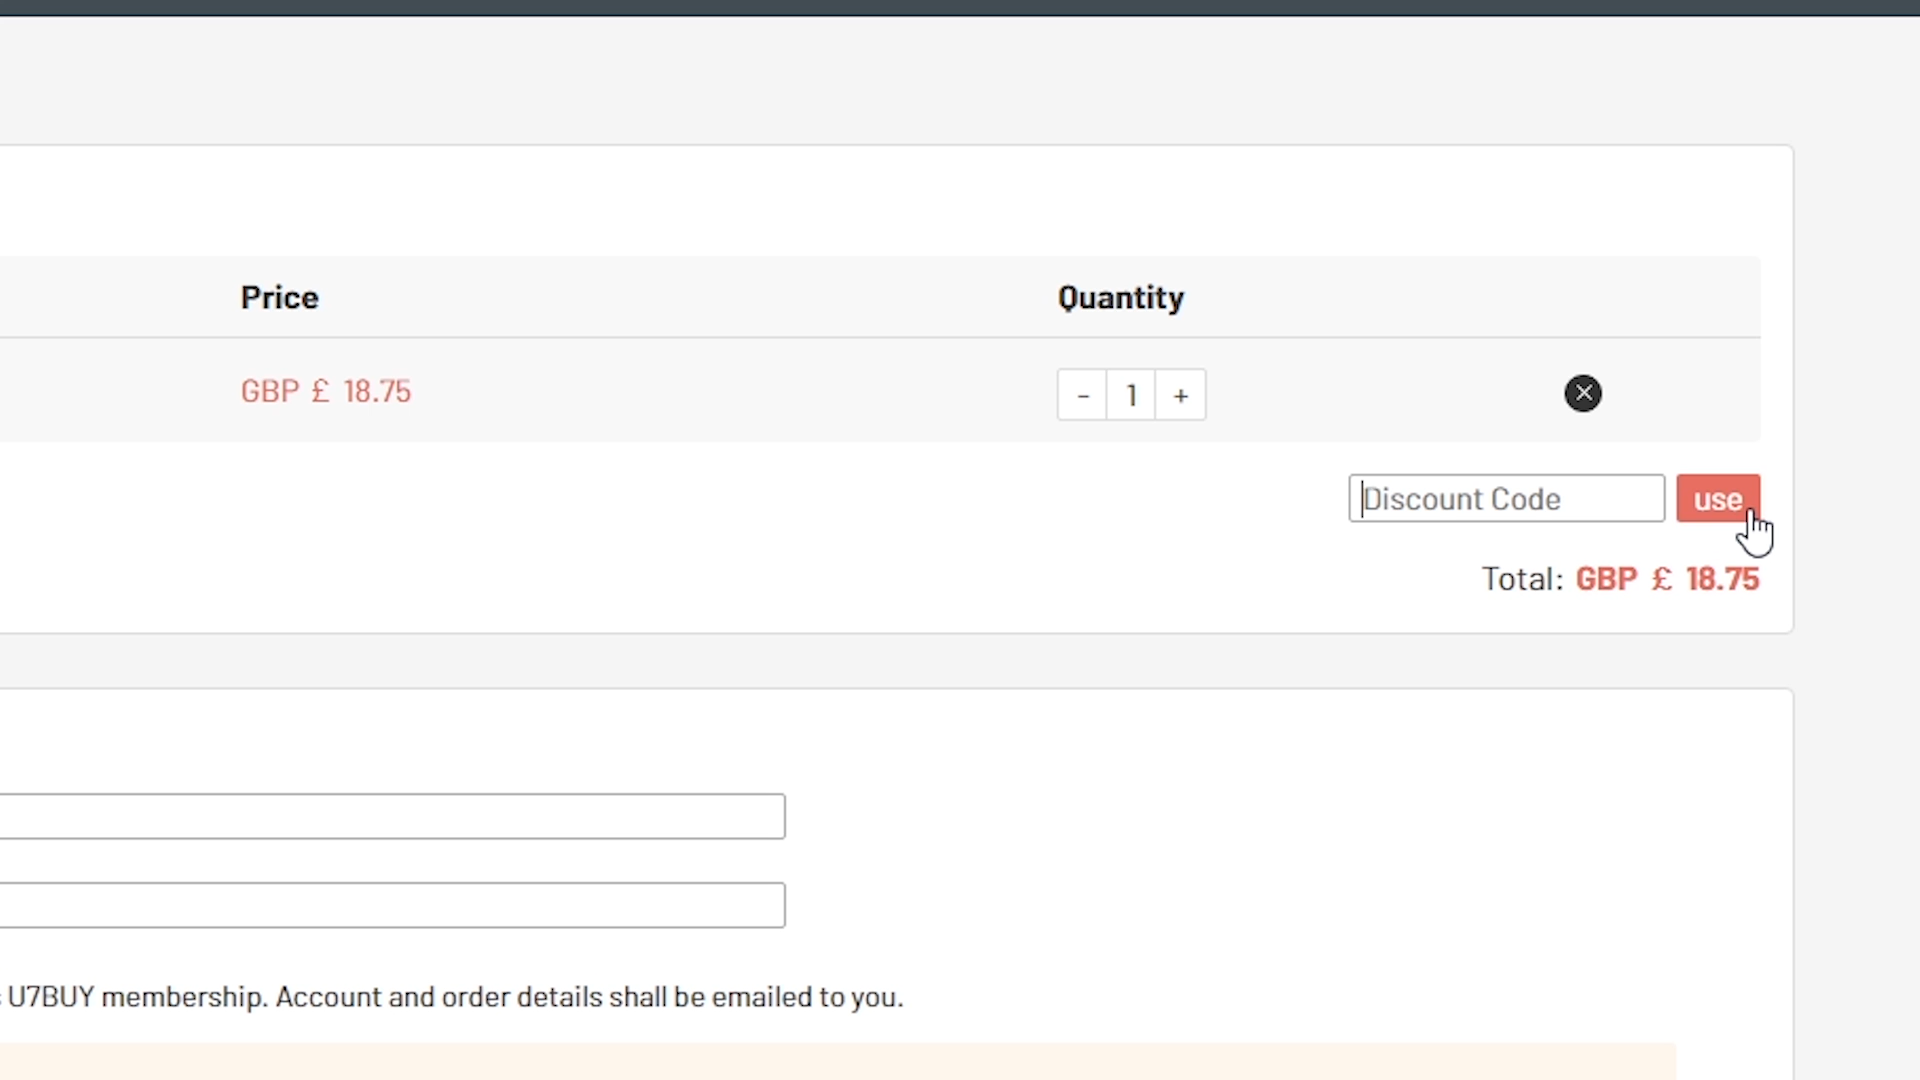 Price Quantity
GBP £ 18.75 - 1 +
Discount Code use
Total: GBP £ 18.75
U7BUY membership. Account and order details shall be emailed to you.